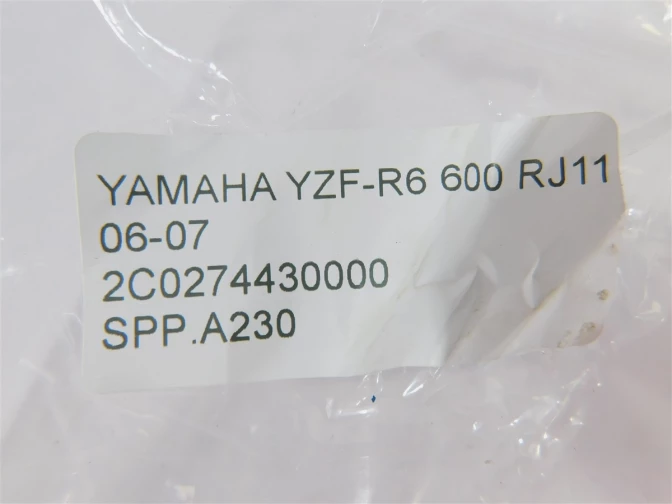 YAMAHA YZF-R6 600 RJ11
06-07
2C0274430000
SPP.A230